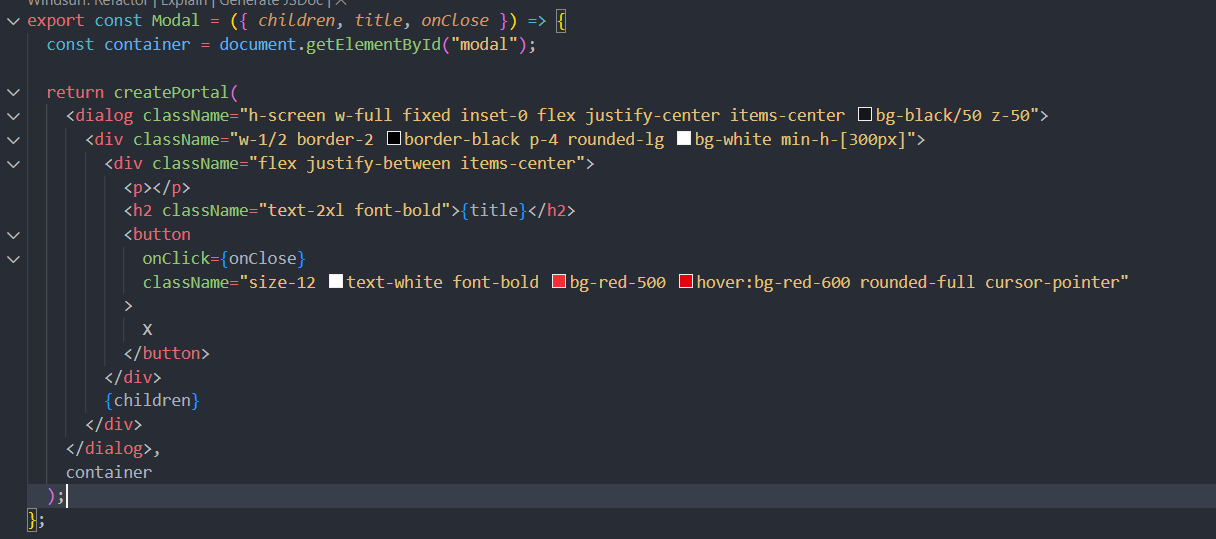 Windsurf: Refactor | Explain | Generate JSDoc | X
export const Modal = ({ children, title, onClose }) => {
const container = document.getElementById("modal");
return createPortal(
<dialog className="h-screen w-full fixed inset-0 flex justify-center items-center bg-black/50 z-50">
<div className="w-1/2 border-2 border-black p-4 rounded-lg bg-white min-h-[300px]">
<div className="flex justify-between items-center">
<p></p>
<h2 className="text-2xl font-bold">{title}</h2>
<button
onClick={onClose}
className="size-12 text-white font-bold bg-red-500 hover:bg-red-600 rounded-full cursor-pointer"
>
X
</button>
</div>
{children}
</div>
</dialog>,
container
);
};